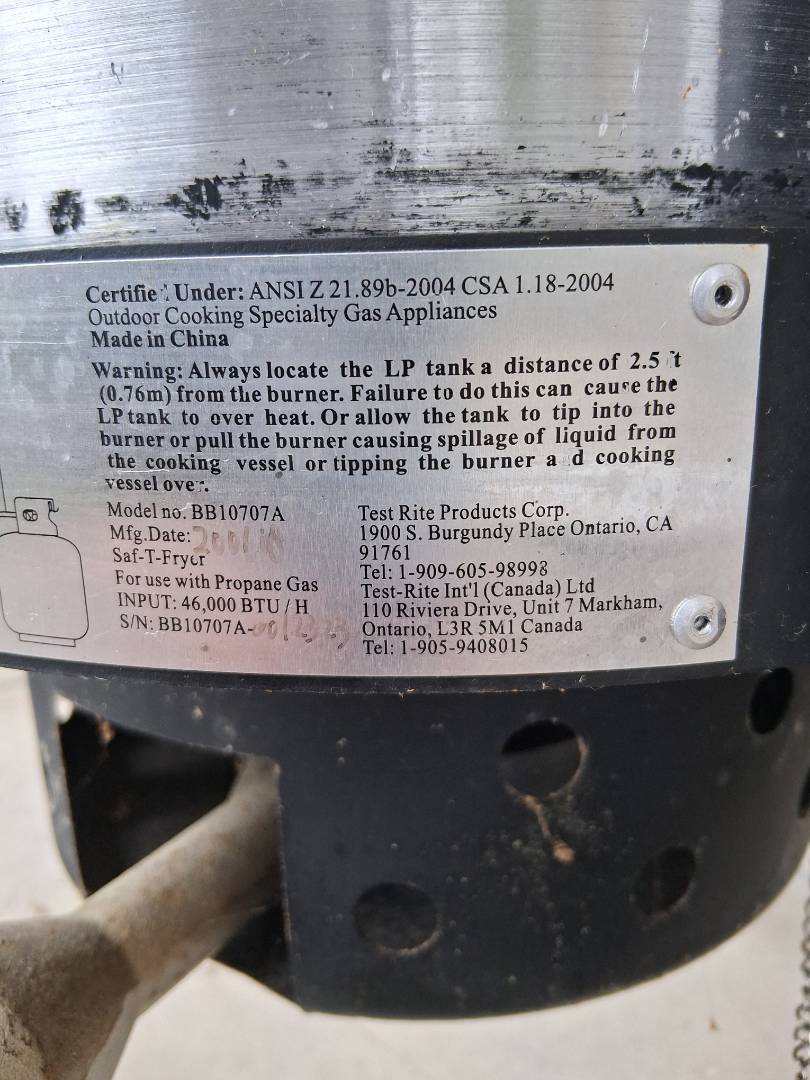 Certifie Under: ANSI Z 21.89b-2004 CSA 1.18-2004
Outdoor Cooking Specialty Gas Appliances
Made in China
Warning: Always locate the LP tank a distance of 2.5 ft
(0.76m) from the burner. Failure to do this can cause the
LP tank to over heat. Or allow the tank to tip into the
burner or pull the burner causing spillage of liquid from
the cooking vessel or tipping the burner a d cooking
vessel over.
Model no. BB10707A
Mfg.Date:
Saf-T-Fryer
For use with Propane Gas
INPUT: 46,000 BTU / H
S/N: BB10707A-
Test Rite Products Corp.
1900 S. Burgundy Place Ontario, CA
91761
Tel: 1-909-605-98998
Test-Rite Int'l (Canada) Ltd
110 Riviera Drive, Unit 7 Markham,
Ontario, L3R 5M1 Canada
Tel: 1-905-9408015